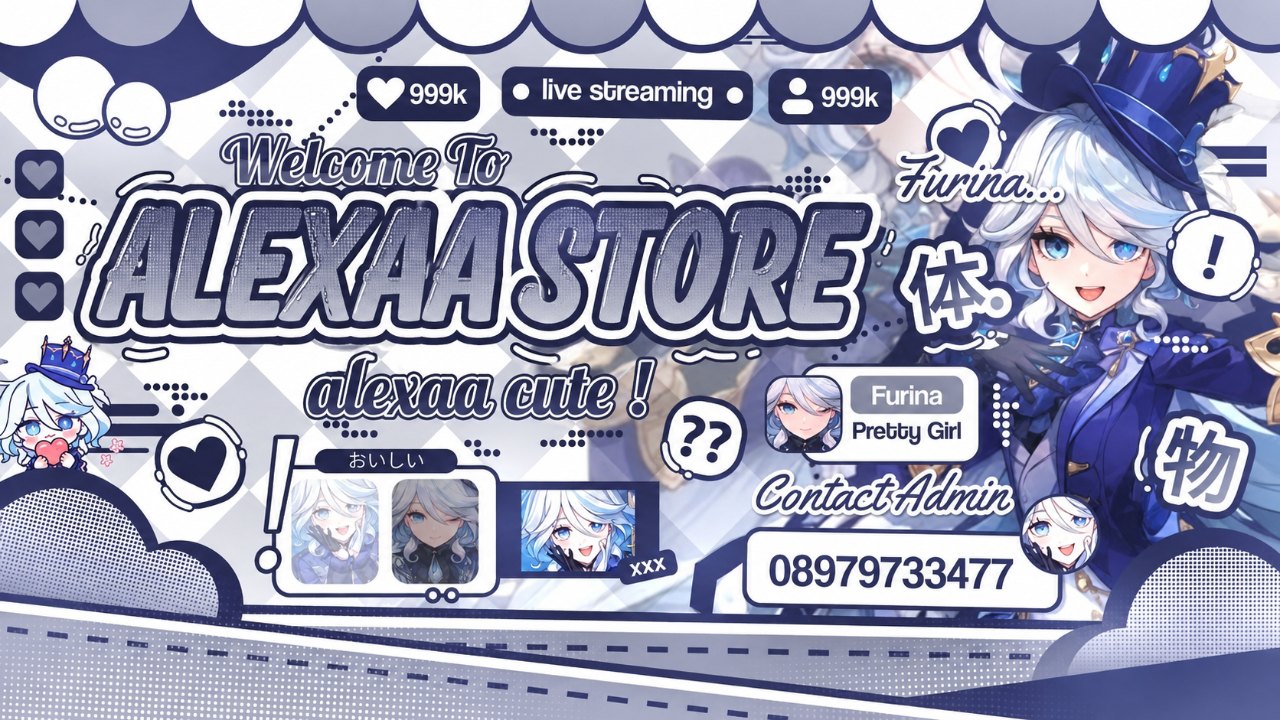 999k
live streaming
999k
Welcome To
Furina...
ALEXAA STORE
!
体.
alexaa cute !
Furina
Pretty Girl
??
物
!
おいしい
Contact Admin
xxx
08979733477